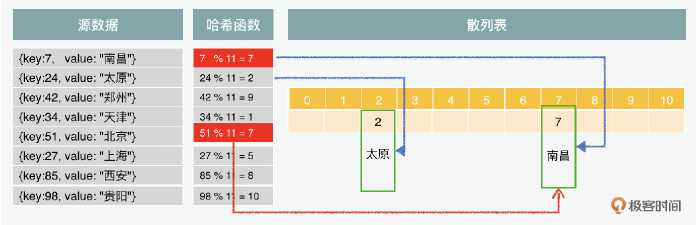 源数据 哈希函数 散列表
{key:7, value: "南昌"} 7 % 11 = 7
{key:24, value: "太原"} 24 % 11 = 2
{key:42, value: "郑州"} 42 % 11 = 9
{key:34, value: "天津"} 34 % 11 = 1
{key:51, value: "北京"} 51 % 11 = 7
{key:27, value: "上海"} 27 % 11 = 5
{key:85, value: "西安"} 85 % 11 = 8
{key:98, value: "贵阳"} 98 % 11 = 10
0 1 2 3 4 5 6 7 8 9 10
2 7
太原 南昌
极客时间